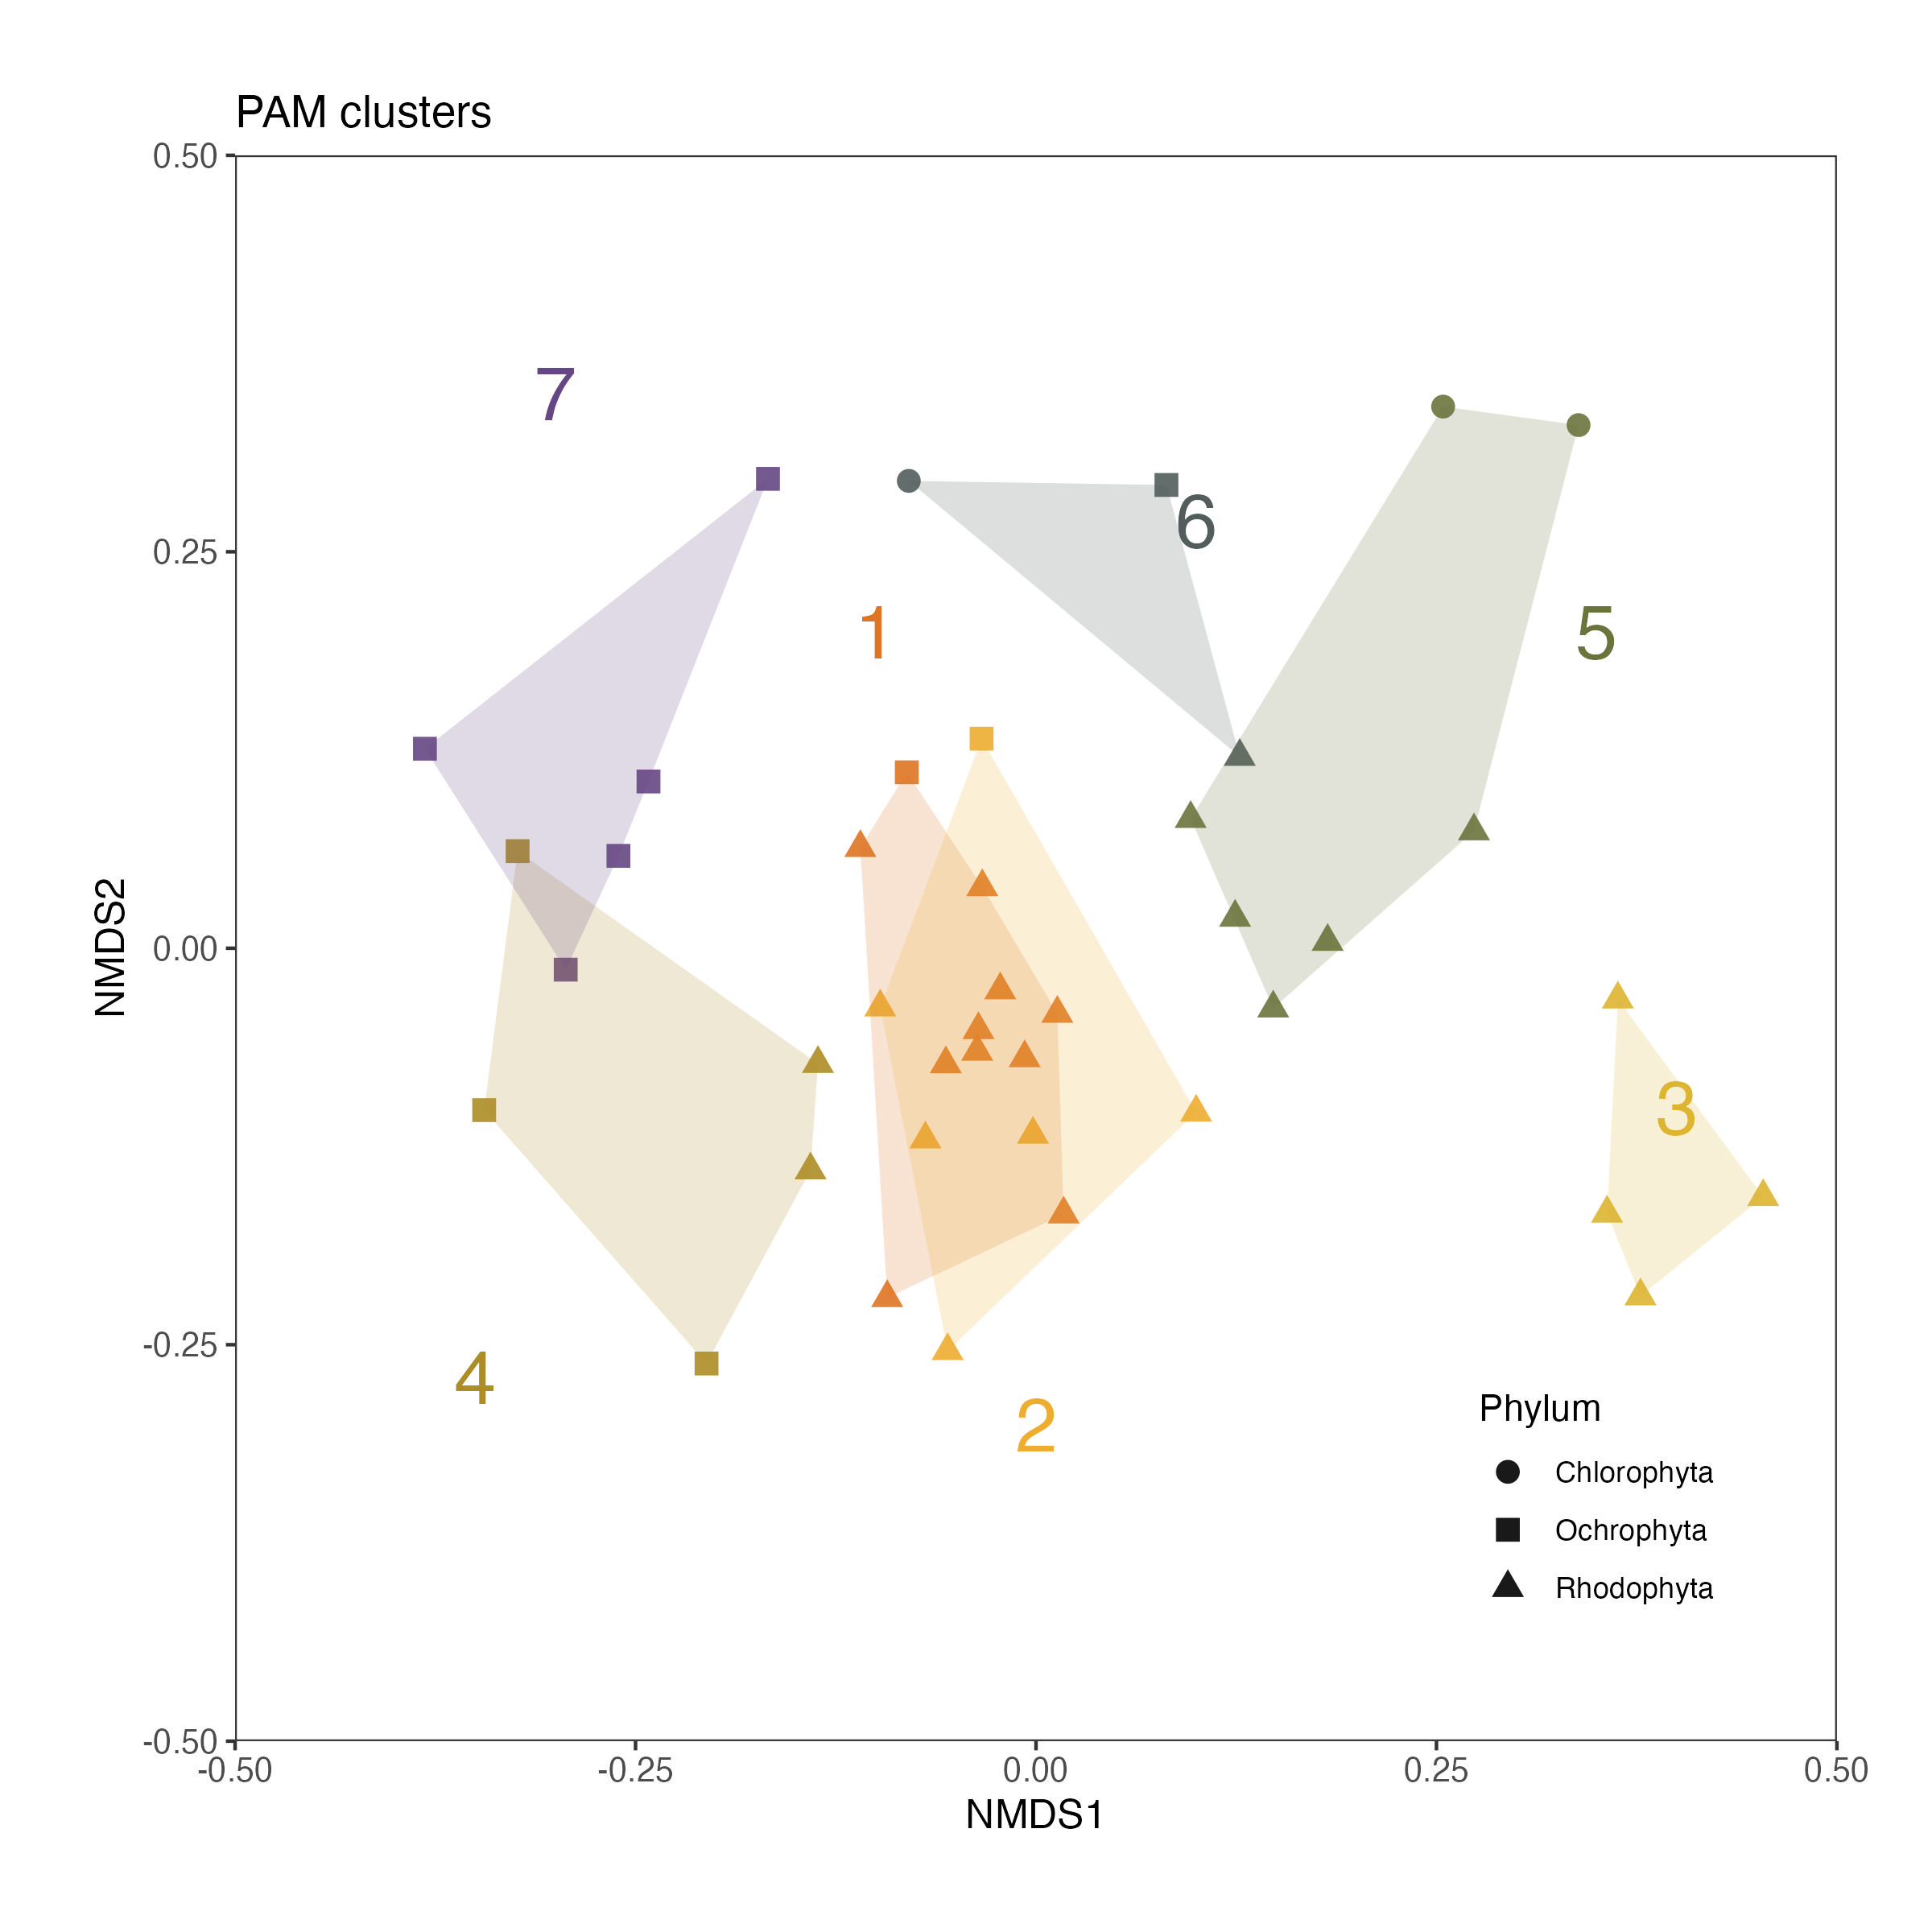 PAM clusters
0.50
0.25
0.00
-0.25
-0.50
NMDS2
7
6
1
5
3
4
2
Phylum
Chlorophyta
Ochrophyta
Rhodophyta
-0.50 -0.25 0.00 0.25 0.50
NMDS1